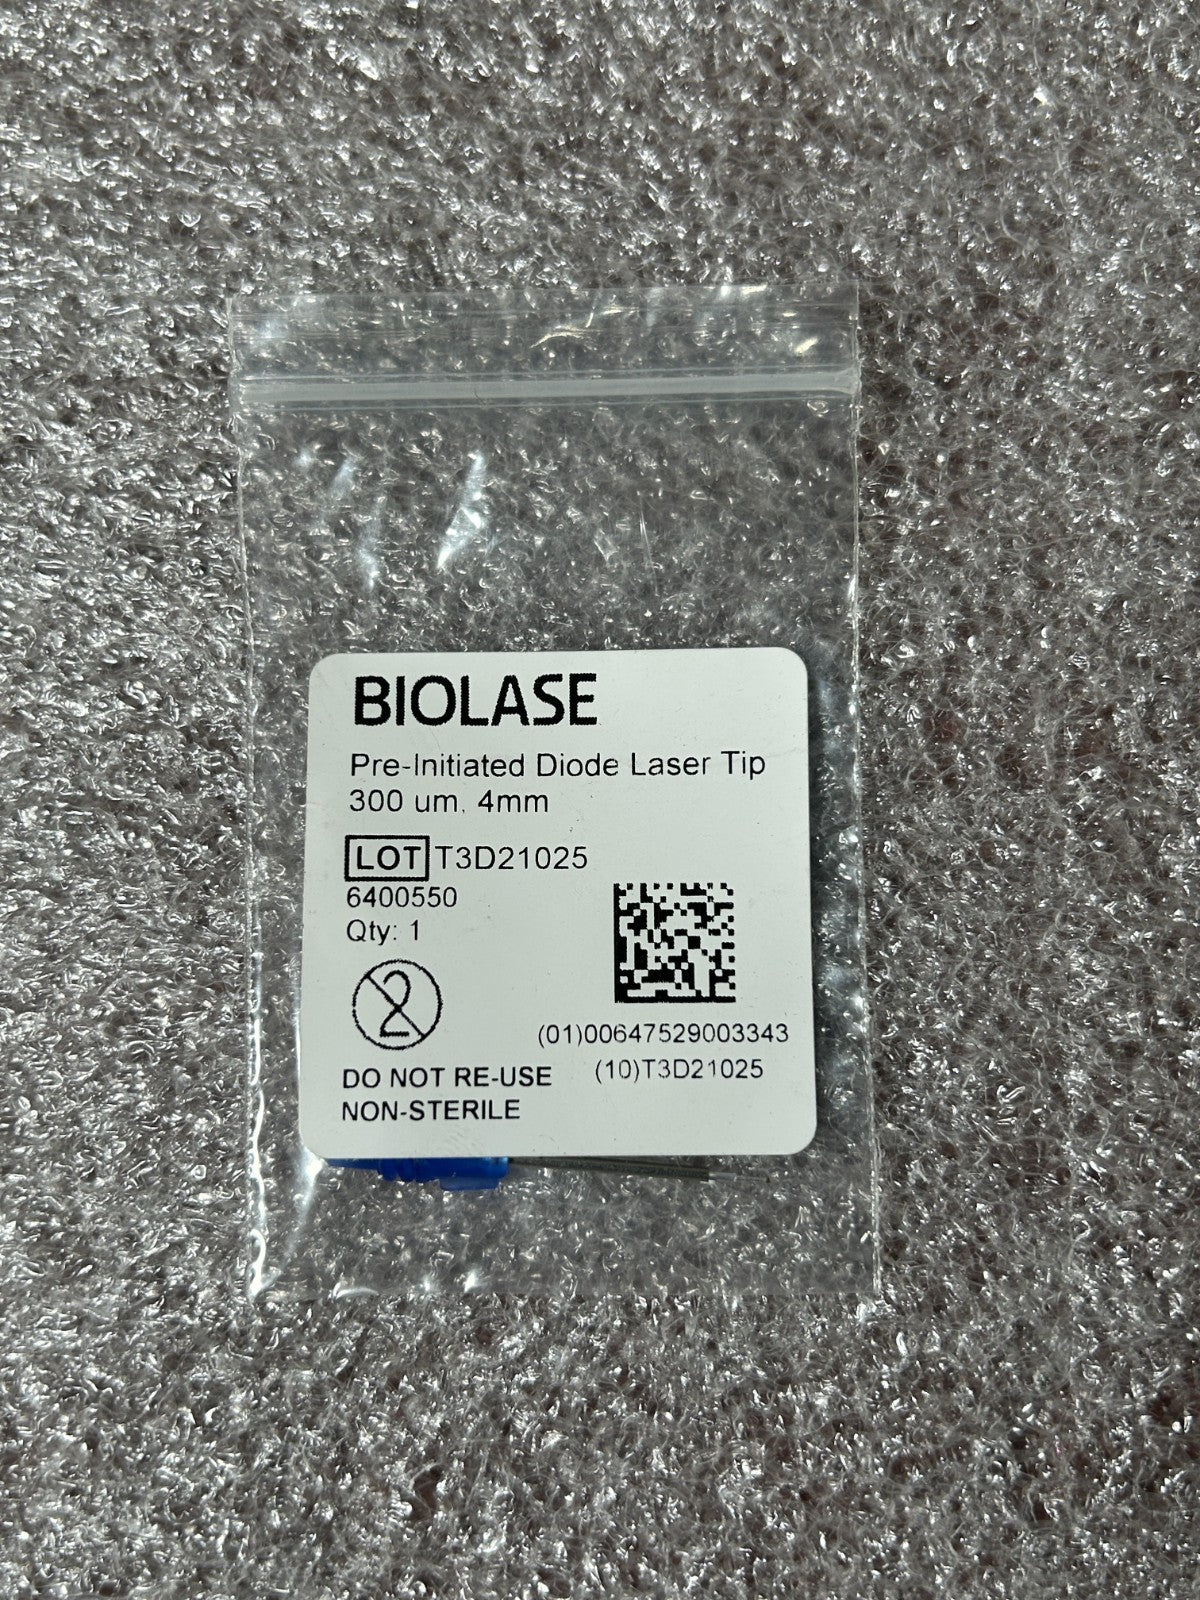 BIOLASE
Pre-Initiated Diode Laser Tip
300 um, 4mm
LOT T3D21025
6400550
Qty: 1
2
(01)00647529003343
(10)T3D21025
DO NOT RE-USE
NON-STERILE